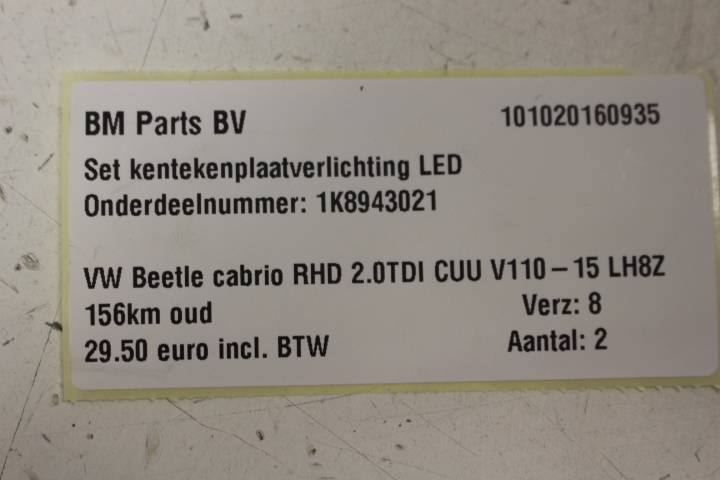 BM Parts BV 101020160935
Set kentekenplaatverlichting LED
Onderdeelnummer: 1K8943021
VW Beetle cabrio RHD 2.0TDI CUU V110-15 LH8Z
156km oud Verz: 8
29.50 euro incl. BTW Aantal: 2